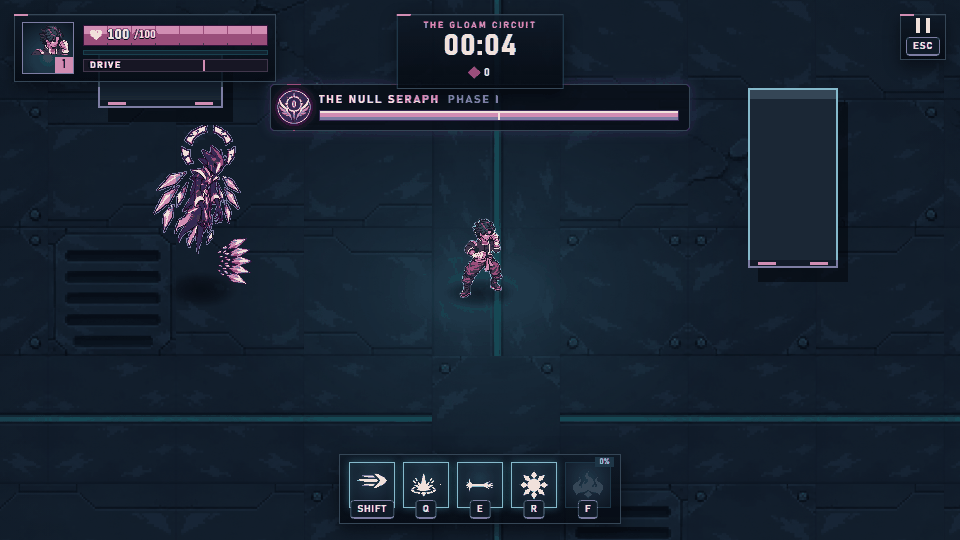 100 /100
1
DRIVE
THE GLOAM CIRCUIT
00:04
0
ESC
THE NULL SERAPH PHASE I
0%
SHIFT
Q
E
R
F